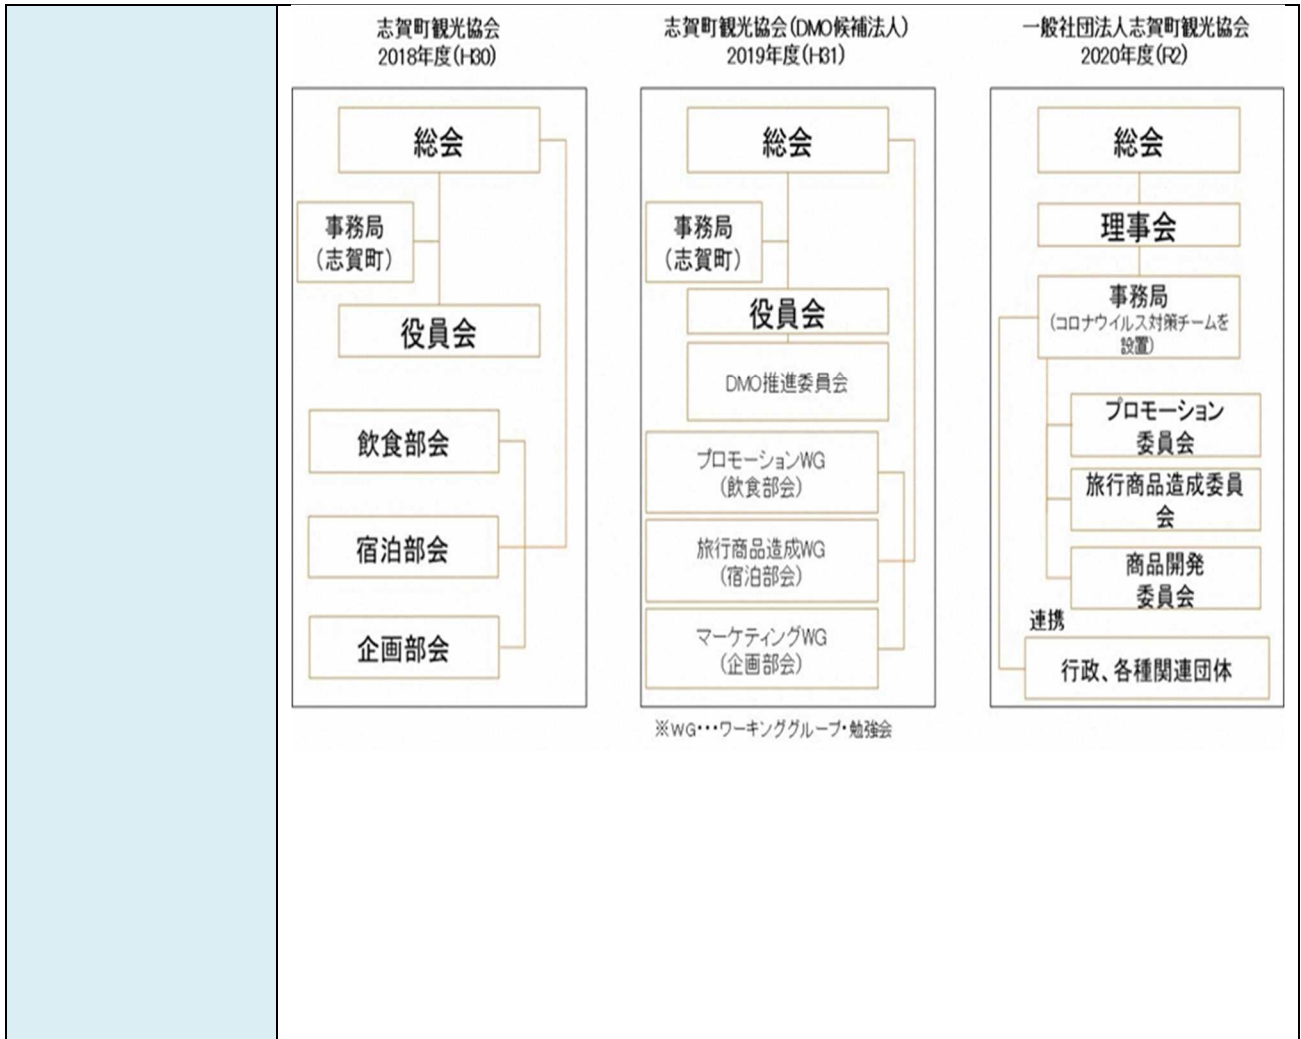 志賀町観光協会
2018年度(H30)
総会
事務局
(志賀町)
役員会
飲食部会
宿泊部会
企画部会
志賀町観光協会(DMO候補法人)
2019年度(H31)
総会
事務局
(志賀町)
役員会
DMO推進委員会
プロモーションWG
(飲食部会)
旅行商品造成WG
(宿泊部会)
マーケティングWG
(企画部会)
※WG・・・ワーキンググループ・勉強会
一般社団法人志賀町観光協会
2020年度(R2)
総会
理事会
事務局
(コロナウイルス対策チームを
設置)
プロモーション
委員会
旅行商品造成委員
会
商品開発
委員会
連携
行政、各種関連団体